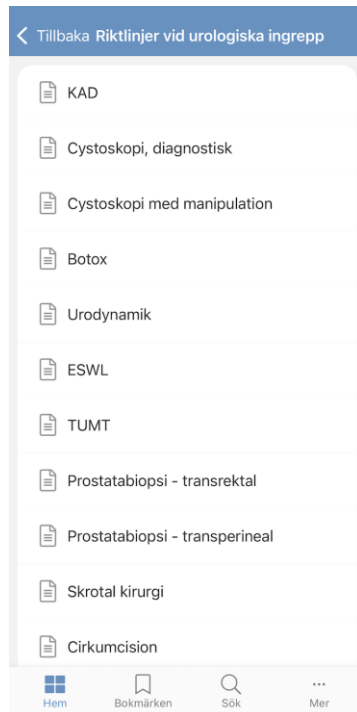 Tillbaka Riktlinjer vid urologiska ingrepp
KAD
Cystoskopi, diagnostisk
Cystoskopi med manipulation
Botox
Urodynamik
ESWL
TUMT
Prostatabiopsi - transrektal
Prostatabiopsi - transperineal
Skrotal kirurgi
Cirkumcision
Hem Bokmärken Sök Mer